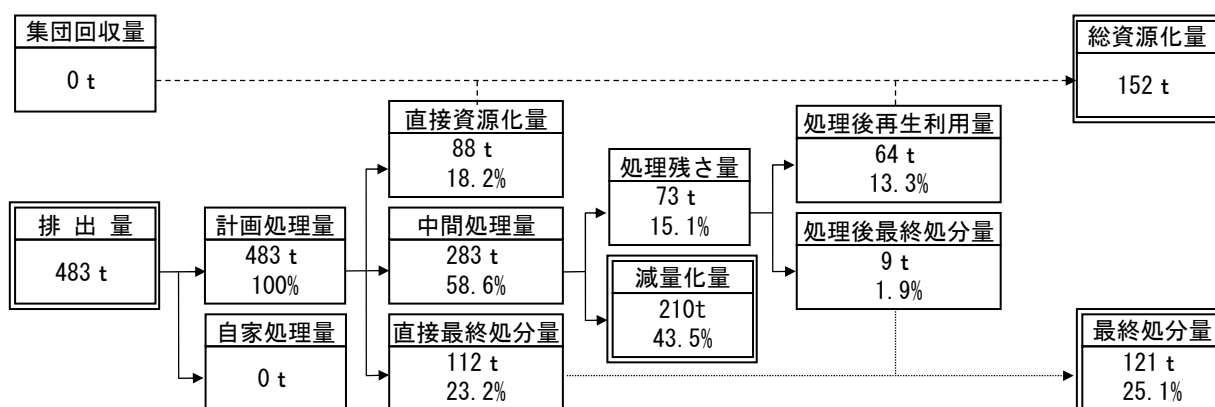 集団回収量
0 t
総資源化量
152 t
直接資源化量
88 t
18.2%
処理後再生利用量
64 t
13.3%
処理残さ量
73 t
15.1%
排 出 量
483 t
計画処理量
483 t
100%
中間処理量
283 t
58.6%
処理後最終処分量
9 t
1.9%
減量化量
210t
43.5%
自家処理量
0 t
直接最終処分量
112 t
23.2%
最終処分量
121 t
25.1%